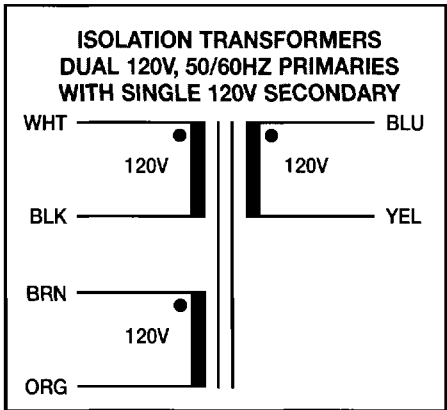 ISOLATION TRANSFORMERS
DUAL 120V, 50/60HZ PRIMARIES
WITH SINGLE 120V SECONDARY
WHT
BLU
120V
120V
BLK
YEL
BRN
120V
ORG